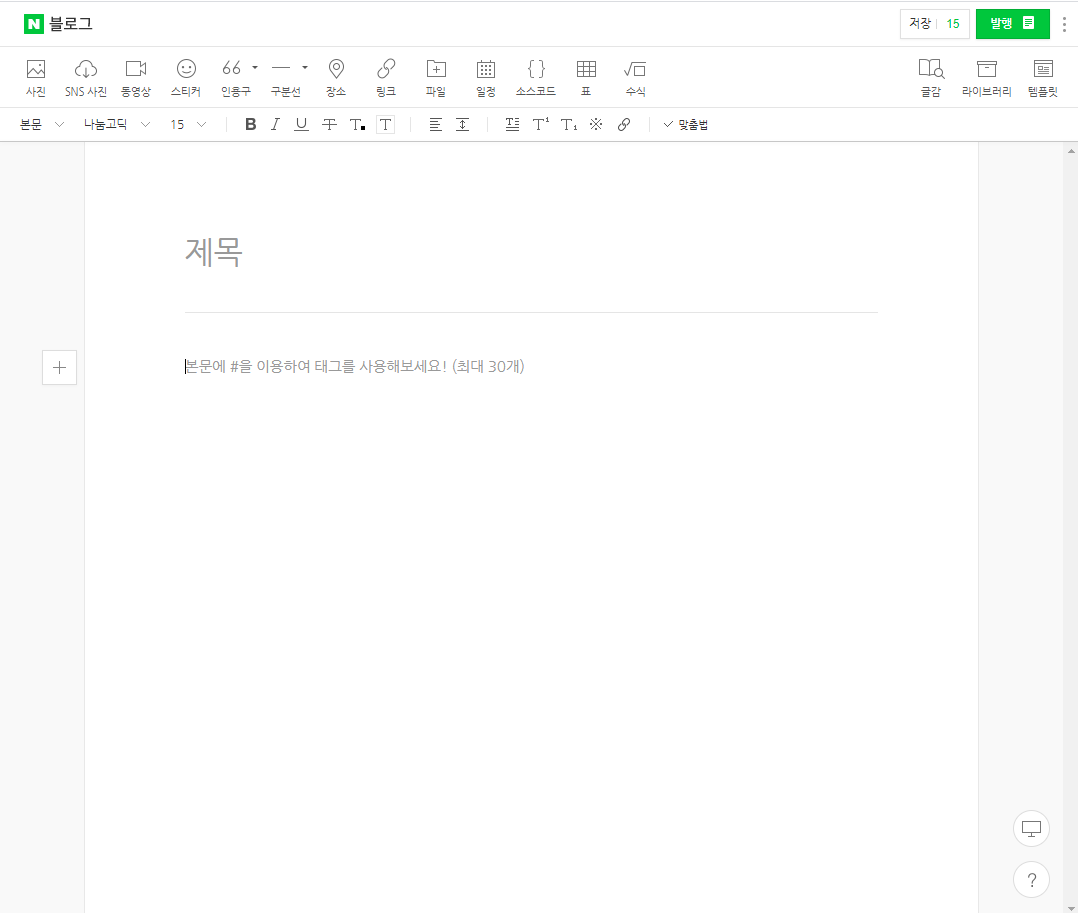 N 블로그
저장 15 발행
사진 SNS 사진 동영상 스티커 인용구 구분선 장소 링크 파일 일정 소스코드 표 수식 글감 라이브러리 템플릿
본문 나눔고딕 15 B I U T T T T¹ T₁ 맞춤법
제목
본문에 #을 이용하여 태그를 사용해보세요! (최대 30개)
?